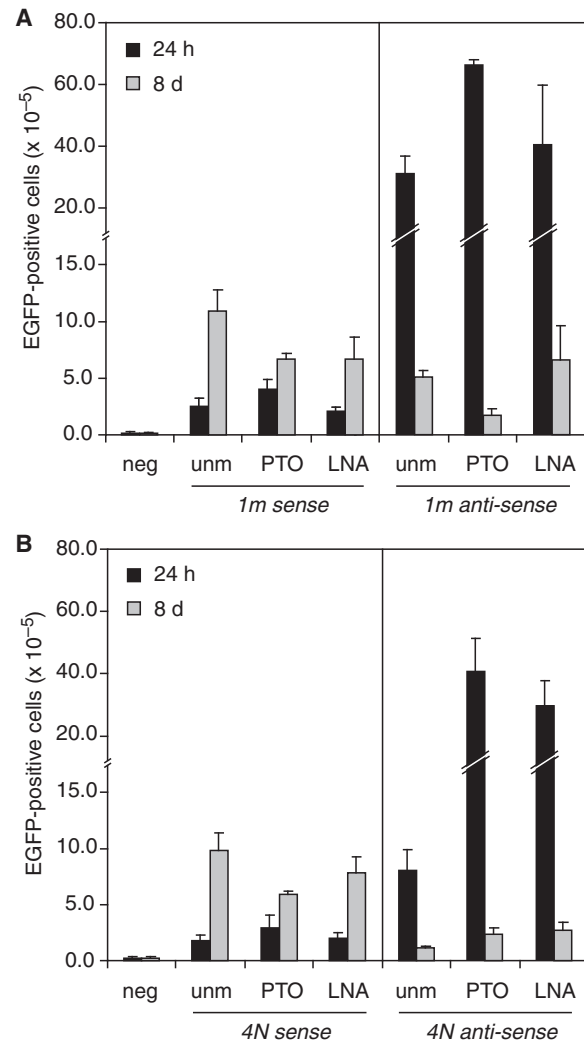 A
EGFP-positive cells (x 10⁻⁵)
80.0
60.0
40.0
20.0
15.0
10.0
5.0
0.0
24 h
8 d
neg unm PTO LNA unm PTO LNA
1m sense 1m anti-sense
B
EGFP-positive cells (x 10⁻⁵)
80.0
60.0
40.0
20.0
15.0
10.0
5.0
0.0
24 h
8 d
neg unm PTO LNA unm PTO LNA
4N sense 4N anti-sense